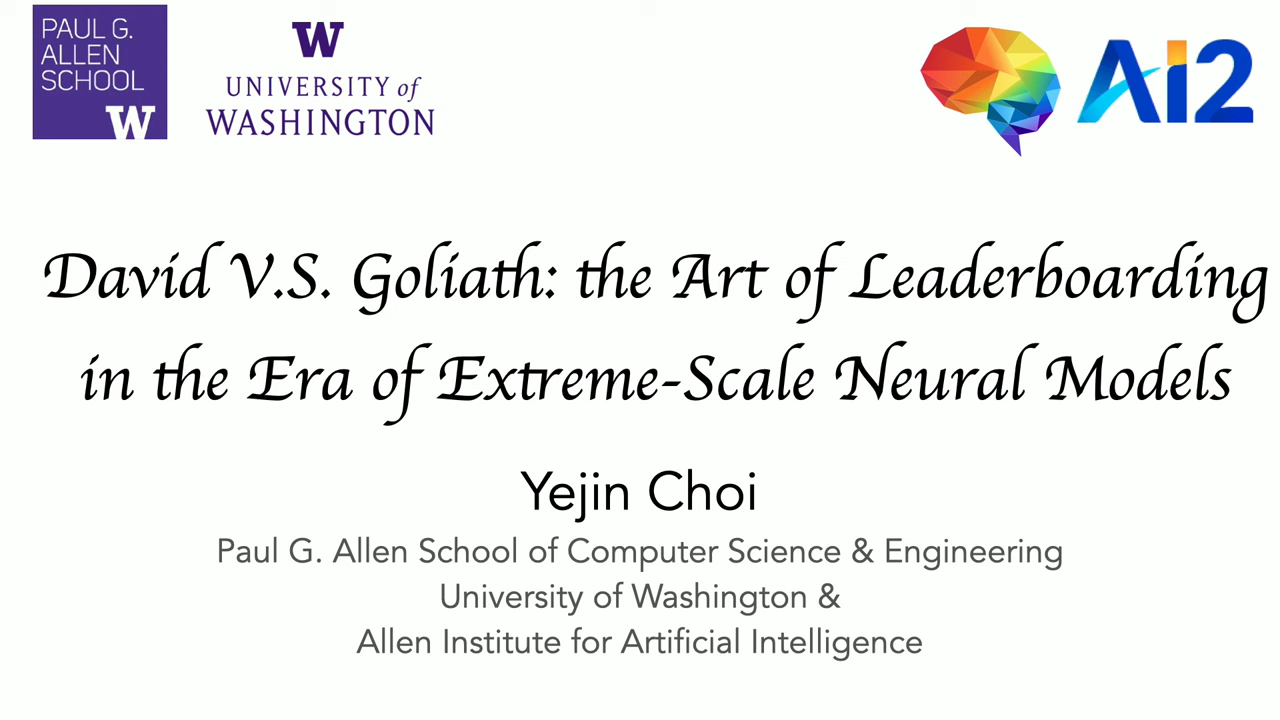 PAUL G.
ALLEN
SCHOOL
W
W
UNIVERSITY of
WASHINGTON
Ai2
David V.S. Goliath: the Art of Leaderboarding
in the Era of Extreme-Scale Neural Models
Yejin Choi
Paul G. Allen School of Computer Science & Engineering
University of Washington &
Allen Institute for Artificial Intelligence